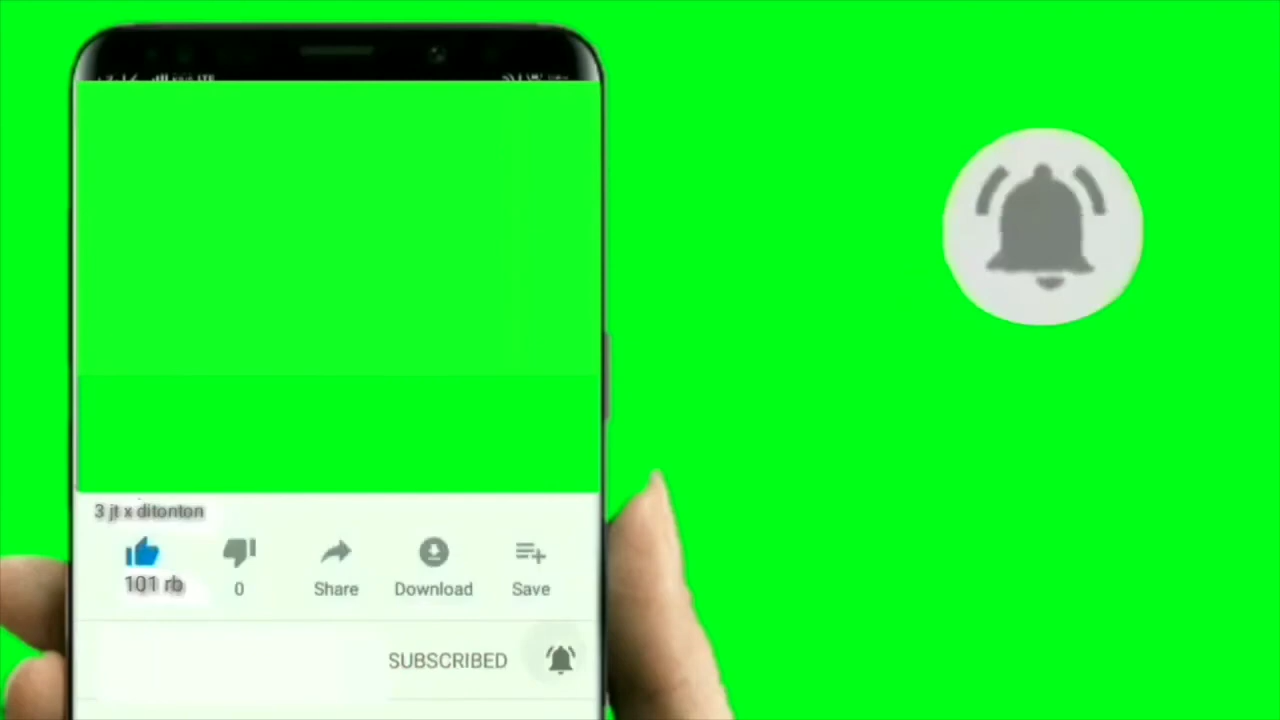 3 jt x ditonton
101 rb
0
Share
Download
Save
SUBSCRIBED